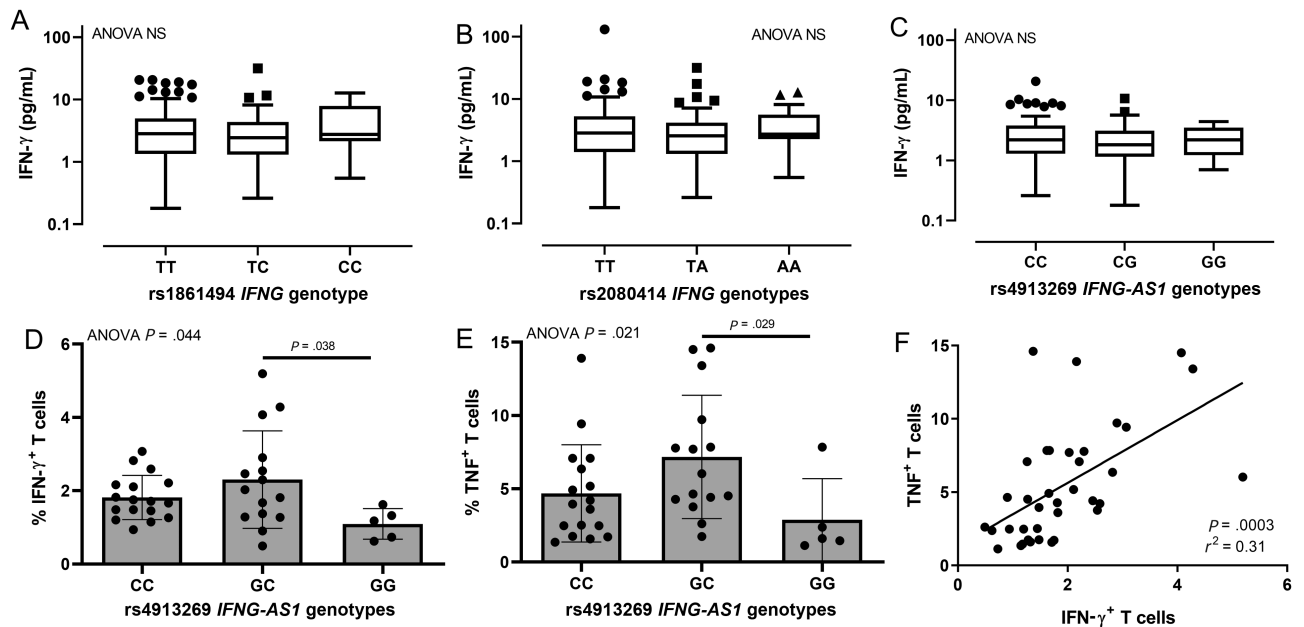 A
ANOVA NS
IFN-γ (pg/mL)
100
10
1
0.1
TT TC CC
rs1861494 IFNG genotype
B
ANOVA NS
IFN-γ (pg/mL)
100
10
1
0.1
TT TA AA
rs2080414 IFNG genotypes
C
ANOVA NS
IFN-γ (pg/mL)
100
10
1
0.1
CC CG GG
rs4913269 IFNG-AS1 genotypes
D
ANOVA P = .044
P = .038
% IFN-γ+ T cells
6
4
2
0
CC GC GG
rs4913269 IFNG-AS1 genotypes
E
ANOVA P = .021
P = .029
% TNF+ T cells
15
10
5
0
CC GC GG
rs4913269 IFNG-AS1 genotypes
F
TNF+ T cells
15
10
5
0
P = .0003
r² = 0.31
0 2 4 6
IFN-γ+ T cells